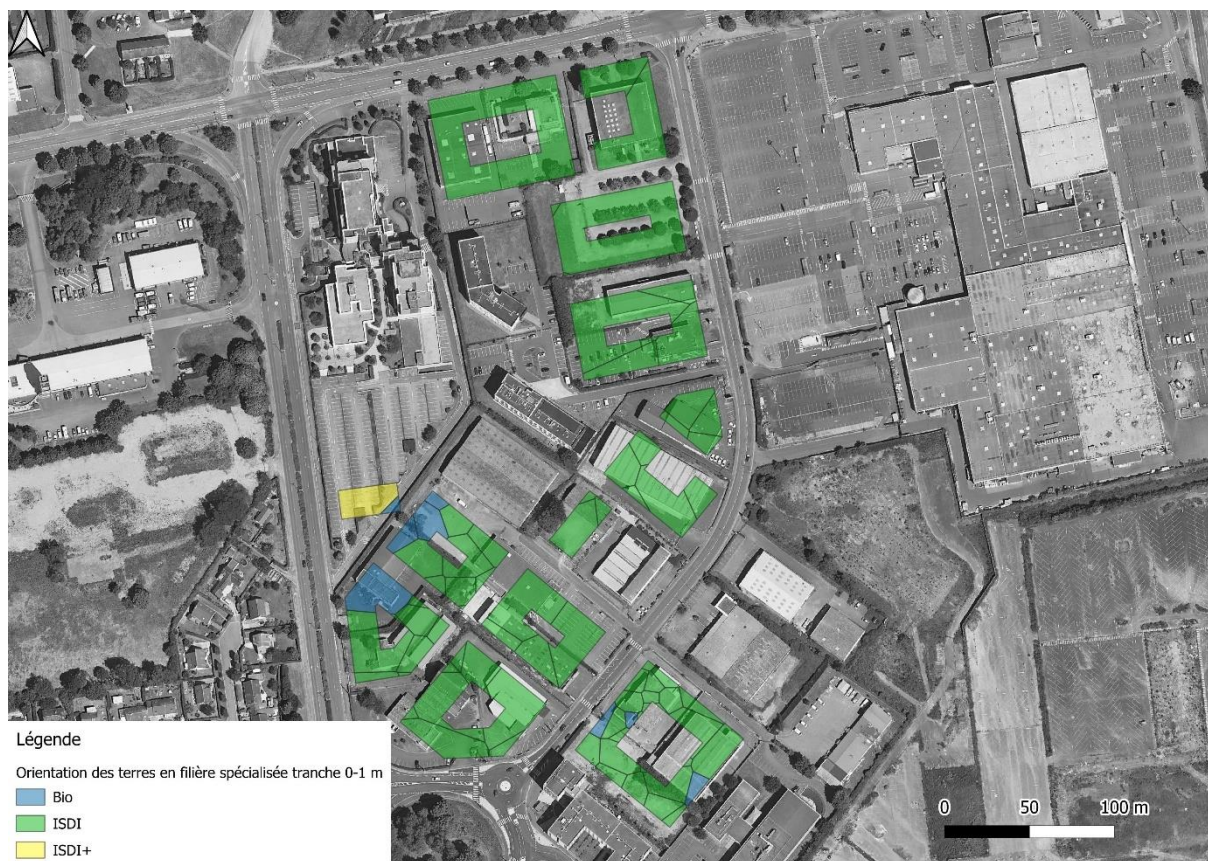 Légende
Orientation des terres en filière spécialisée tranche 0-1 m
Bio
ISDI
ISDI+
0 50 100 m